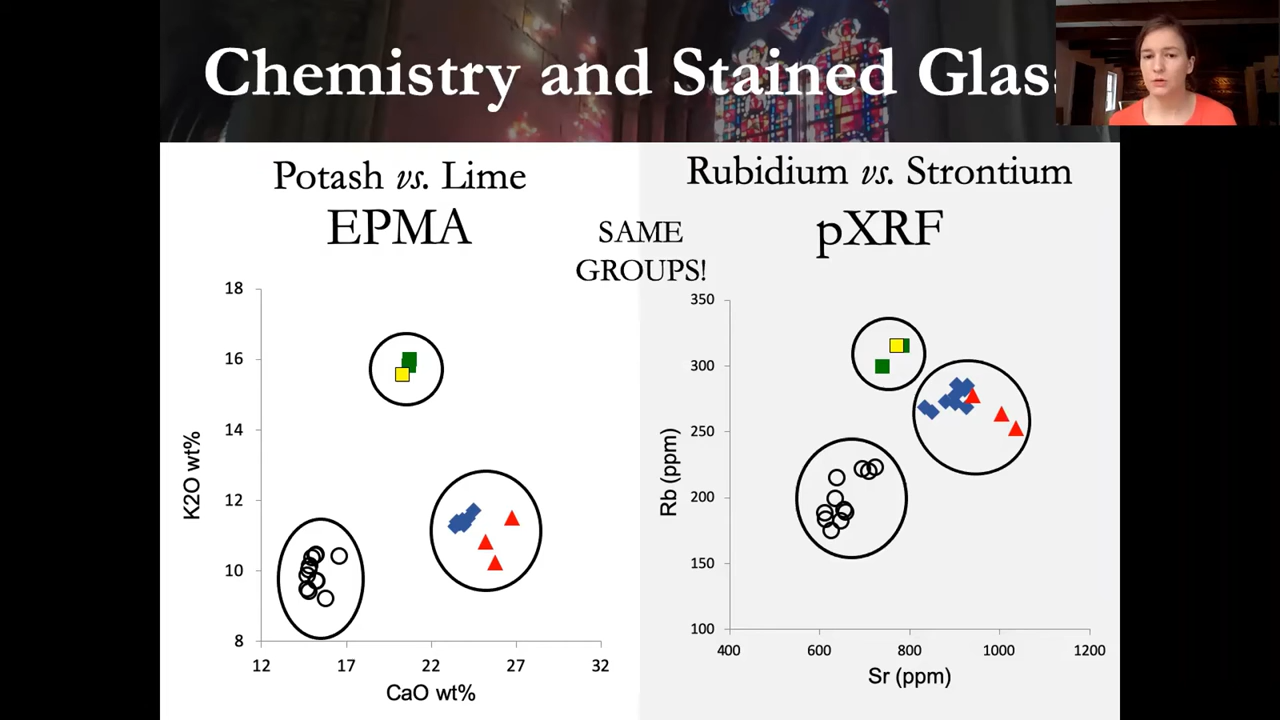 Chemistry and Stained Glas
Potash vs. Lime
EPMA
SAME
GROUPS!
Rubidium vs. Strontium
pXRF
18
16
14
12
10
8
K2O wt%
12
17
22
27
32
CaO wt%
350
300
250
200
150
100
Rb (ppm)
400
600
800
1000
1200
Sr (ppm)